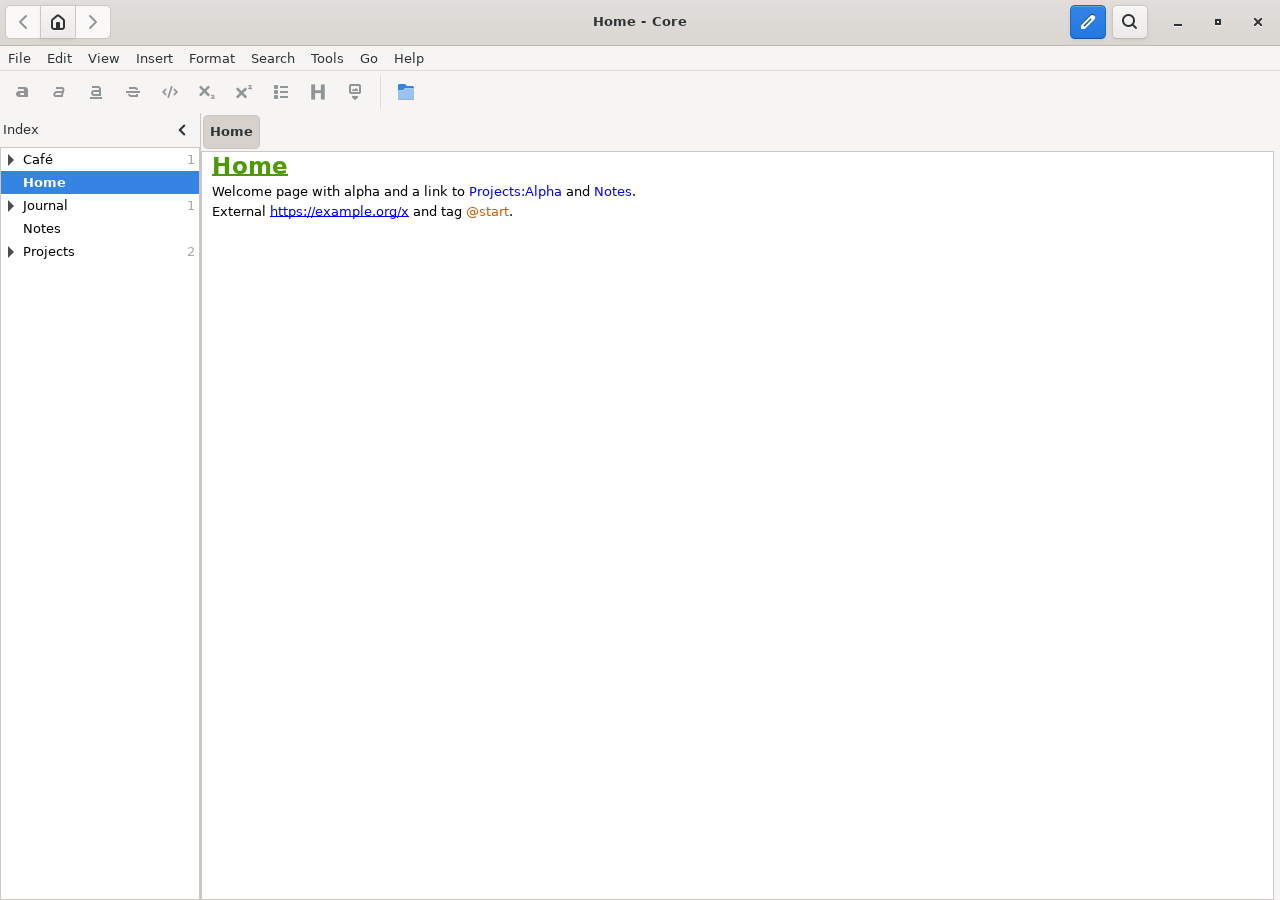 Home - Core
File Edit View Insert Format Search Tools Go Help
Index
Home
Café 1
Home
Journal 1
Notes
Projects 2
Home
Welcome page with alpha and a link to Projects:Alpha and Notes.
External https://example.org/x and tag @start.